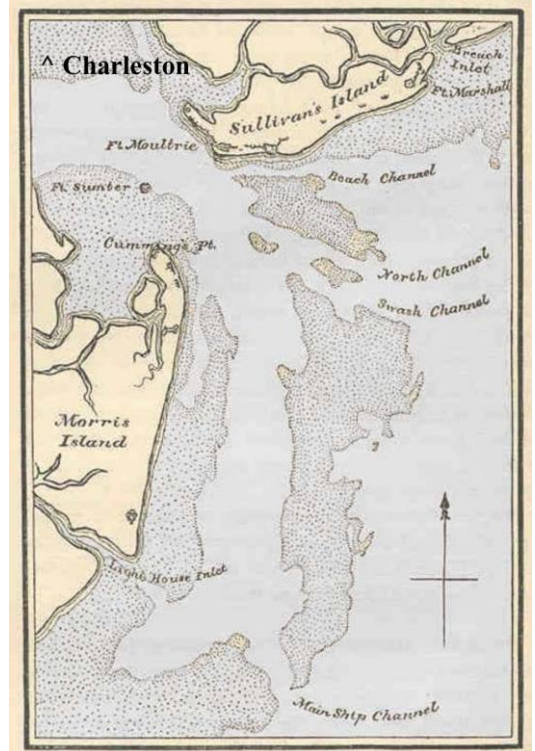 ^ Charleston
Breach
Inlet
Ft. Marshall
Sullivan's Island
Ft. Moultrie
Beach Channel
Ft. Sumter
Cumming's Pt.
North Channel
Swash Channel
Morris
Island
Light House Inlet
Main Ship Channel